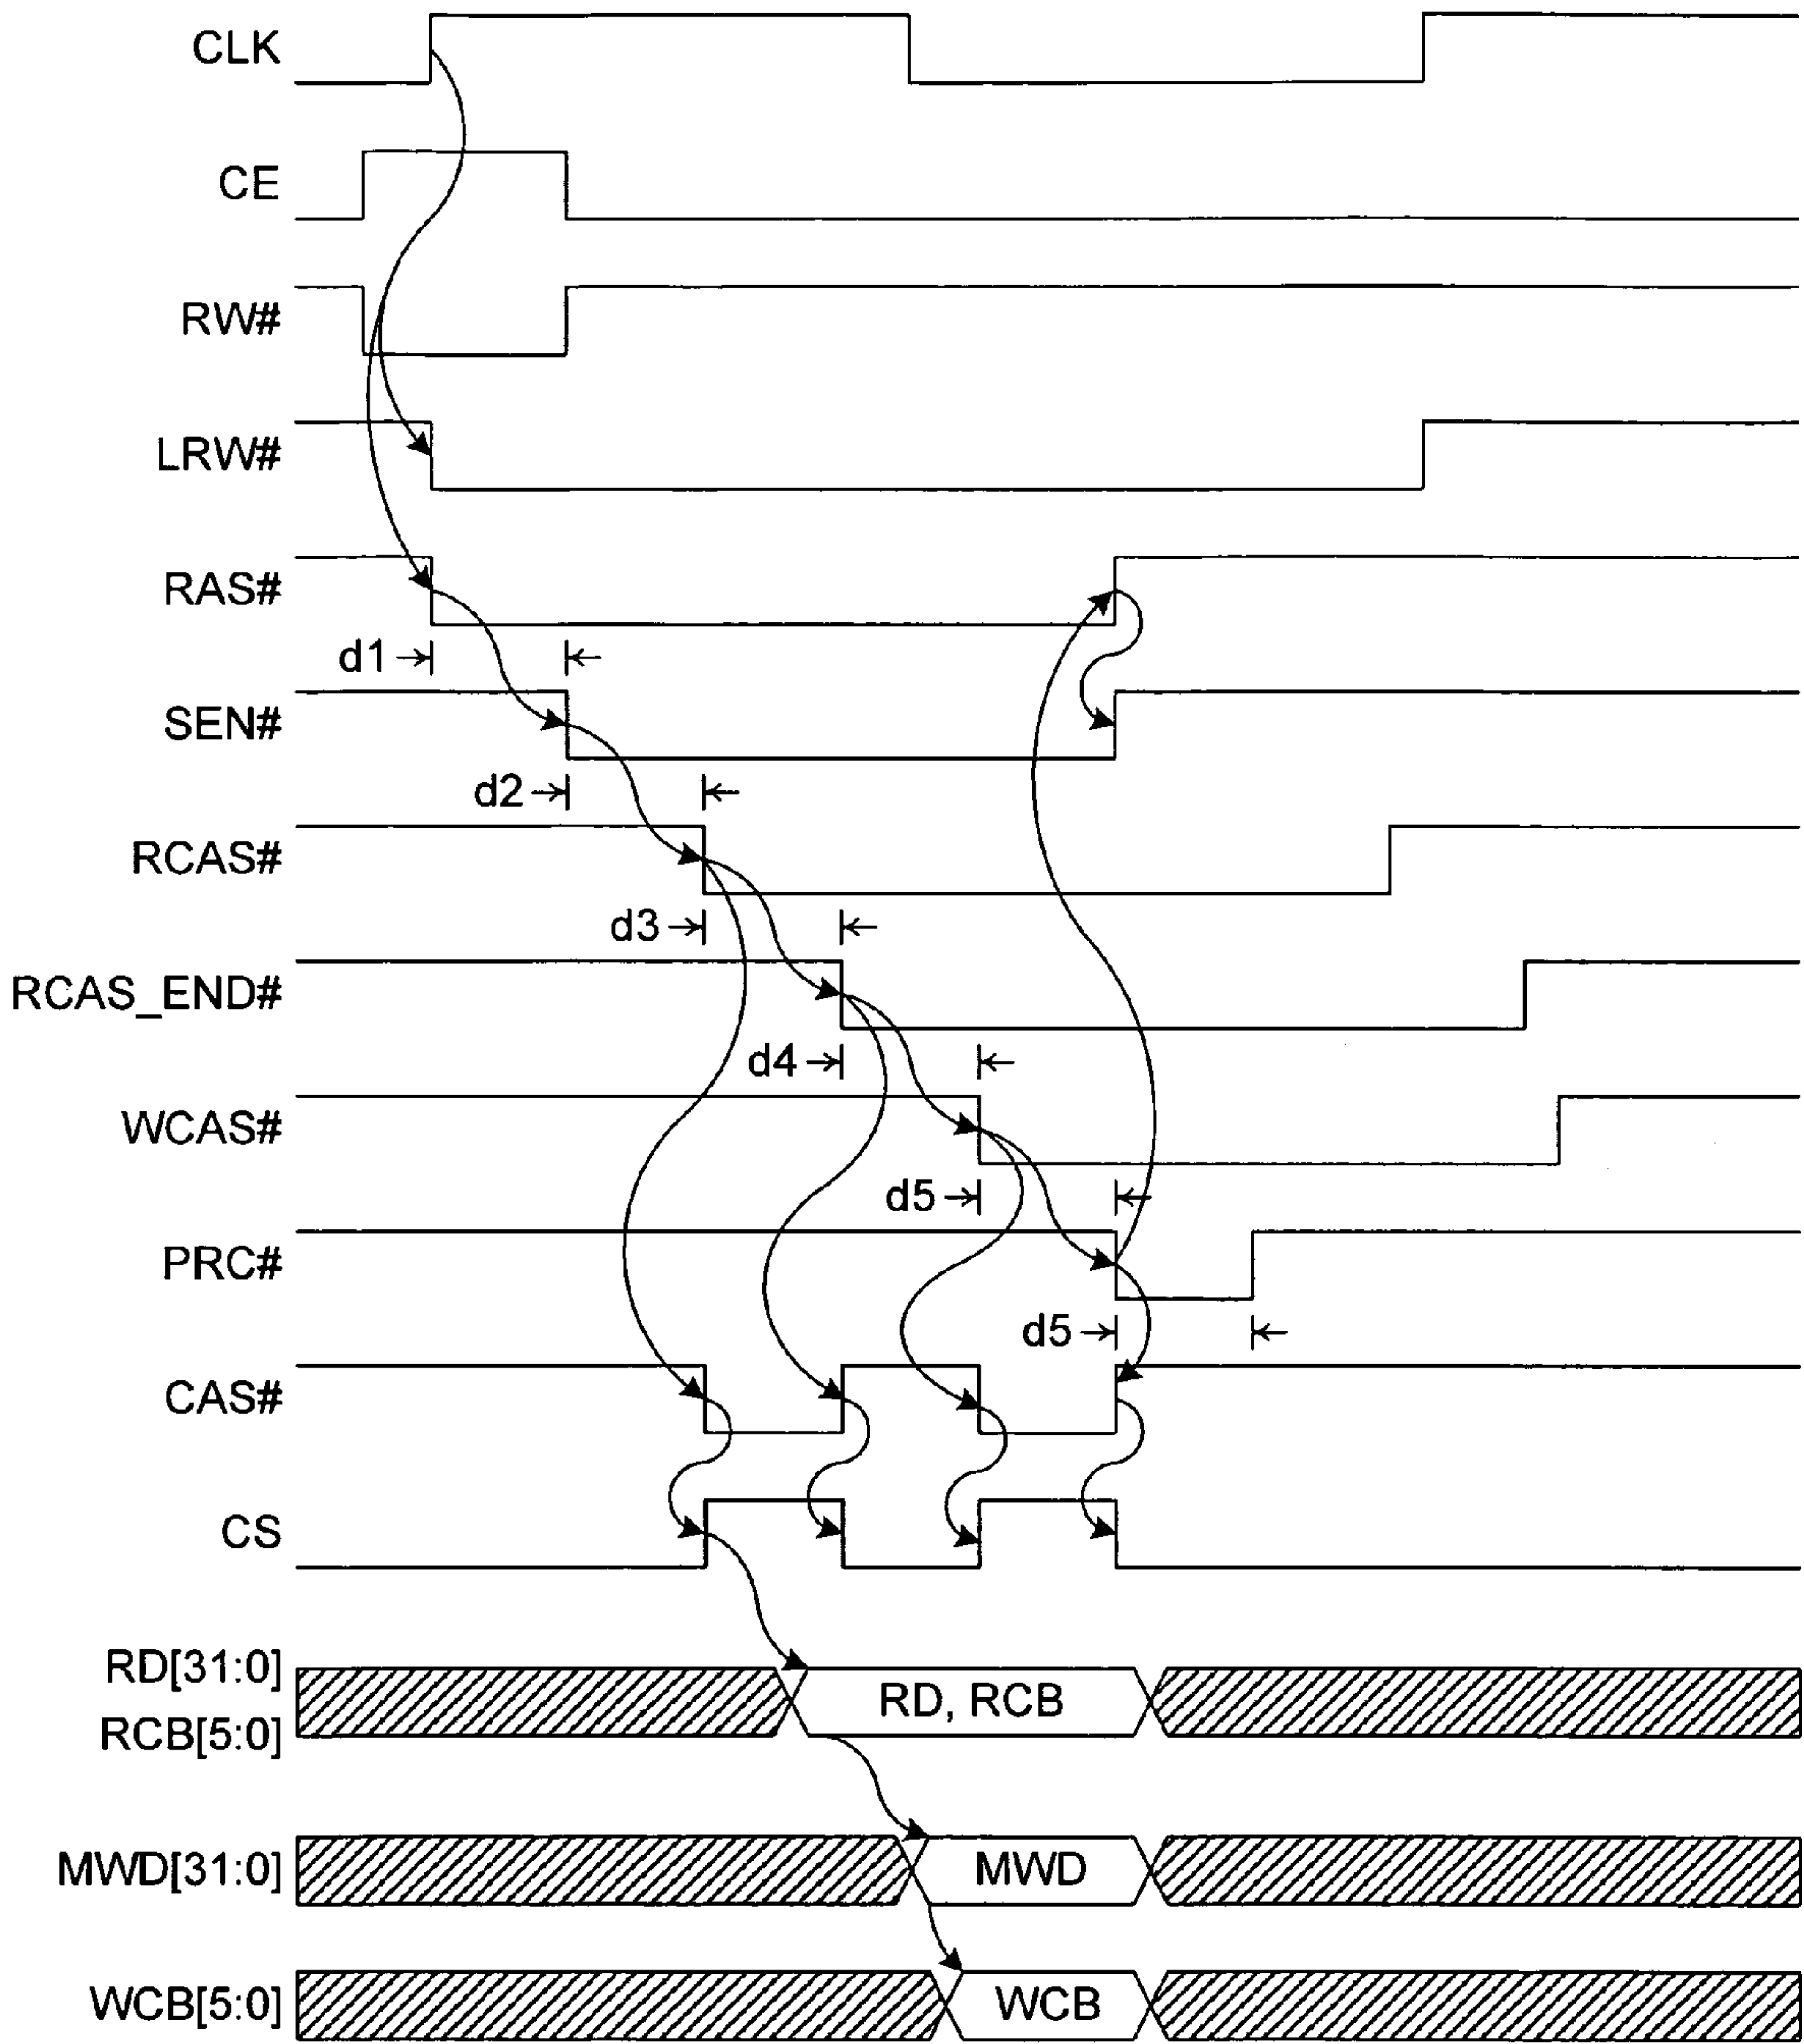 CLK
CE
RW#
LRW#
RAS#
d1
SEN#
d2
RCAS#
d3
RCAS_END#
d4
WCAS#
d5
PRC#
d5
CAS#
CS
RD[31:0]
RD, RCB
RCB[5:0]
MWD[31:0] MWD
WCB[5:0] WCB